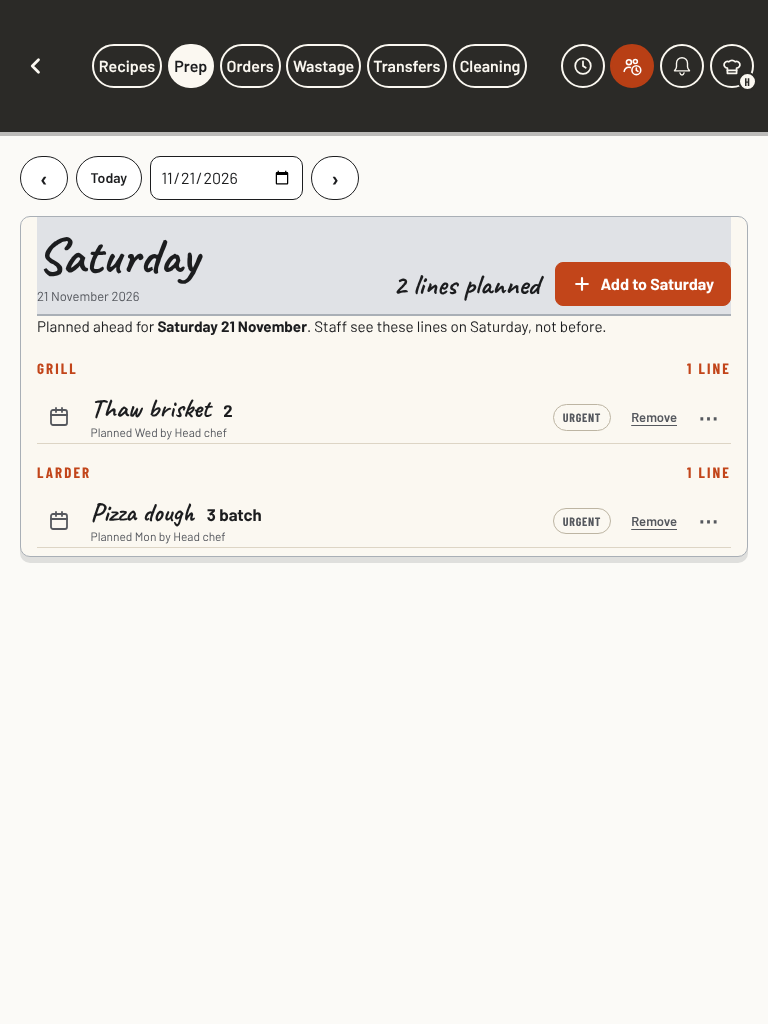 Recipes Prep Orders Wastage Transfers Cleaning
H
‹ Today 11/21/2026 ›
Saturday
21 November 2026
2 lines planned
+ Add to Saturday
Planned ahead for Saturday 21 November. Staff see these lines on Saturday, not before.
GRILL 1 LINE
Thaw brisket 2 URGENT Remove ...
Planned Wed by Head chef
LARDER 1 LINE
Pizza dough 3 batch URGENT Remove ...
Planned Mon by Head chef